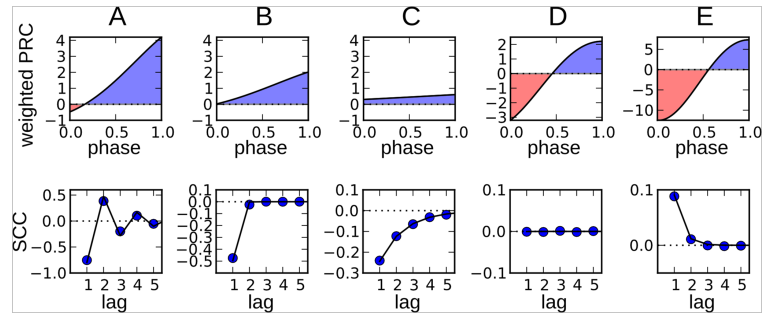 A B C D E
weighted PRC
4 3 2 1 0 −1
0.0 0.5 1.0
phase
4 3 2 1 0 −1
0.0 0.5 1.0
phase
4 3 2 1 0 −1
0.0 0.5 1.0
phase
2 1 0 −1 −2 −3
0.0 0.5 1.0
phase
5 0 −5 −10
0.0 0.5 1.0
phase
SCC
0.5 0.0 −0.5 −1.0
1 2 3 4 5
lag
0.1 0.0 −0.1 −0.2 −0.3 −0.4 −0.5
1 2 3 4 5
lag
0.1 0.0 −0.1 −0.2 −0.3
1 2 3 4 5
lag
0.1 0.0 −0.1
1 2 3 4 5
lag
0.1 0.0
1 2 3 4 5
lag